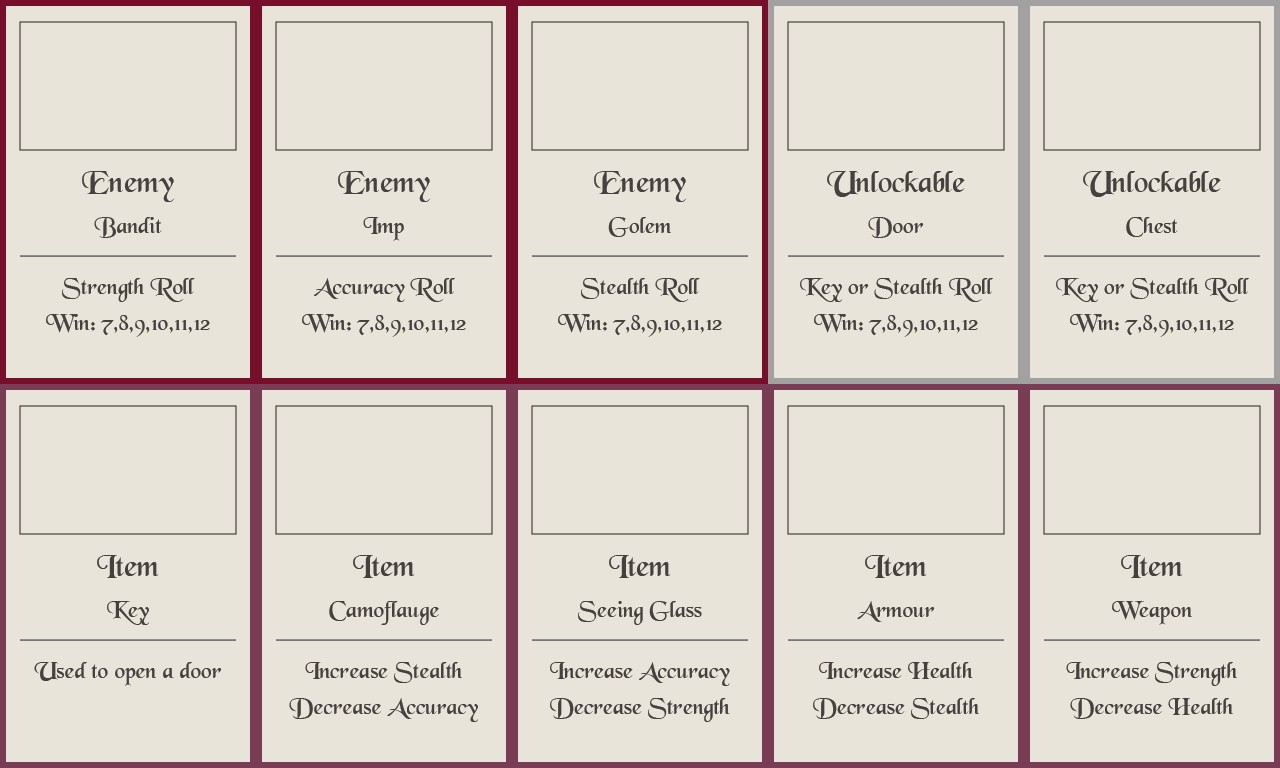 Enemy
Bandit
Strength Roll
Win: 7,8,9,10,11,12
Enemy
Imp
Accuracy Roll
Win: 7,8,9,10,11,12
Enemy
Golem
Stealth Roll
Win: 7,8,9,10,11,12
Unlockable
Door
Key or Stealth Roll
Win: 7,8,9,10,11,12
Unlockable
Chest
Key or Stealth Roll
Win: 7,8,9,10,11,12
Item
Key
Used to open a door
Item
Camoflauge
Increase Stealth
Decrease Accuracy
Item
Seeing Glass
Increase Accuracy
Decrease Strength
Item
Armour
Increase Health
Decrease Stealth
Item
Weapon
Increase Strength
Decrease Health